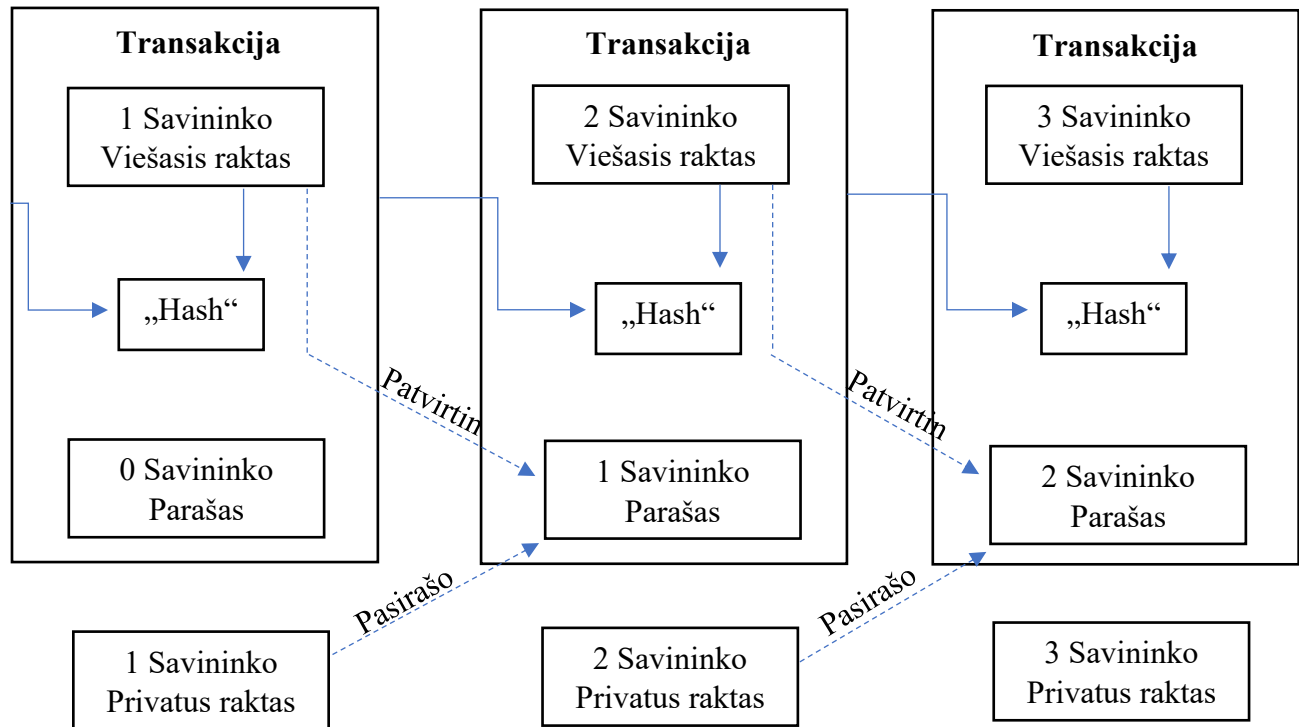 Transakcija
1 Savininko
Viešasis raktas
„Hash“
0 Savininko
Parašas
1 Savininko
Privatus raktas
Transakcija
2 Savininko
Viešasis raktas
„Hash“
Patvirtin
1 Savininko
Parašas
Pasirašo
2 Savininko
Privatus raktas
Transakcija
3 Savininko
Viešasis raktas
„Hash“
Patvirtin
2 Savininko
Parašas
Pasirašo
3 Savininko
Privatus raktas